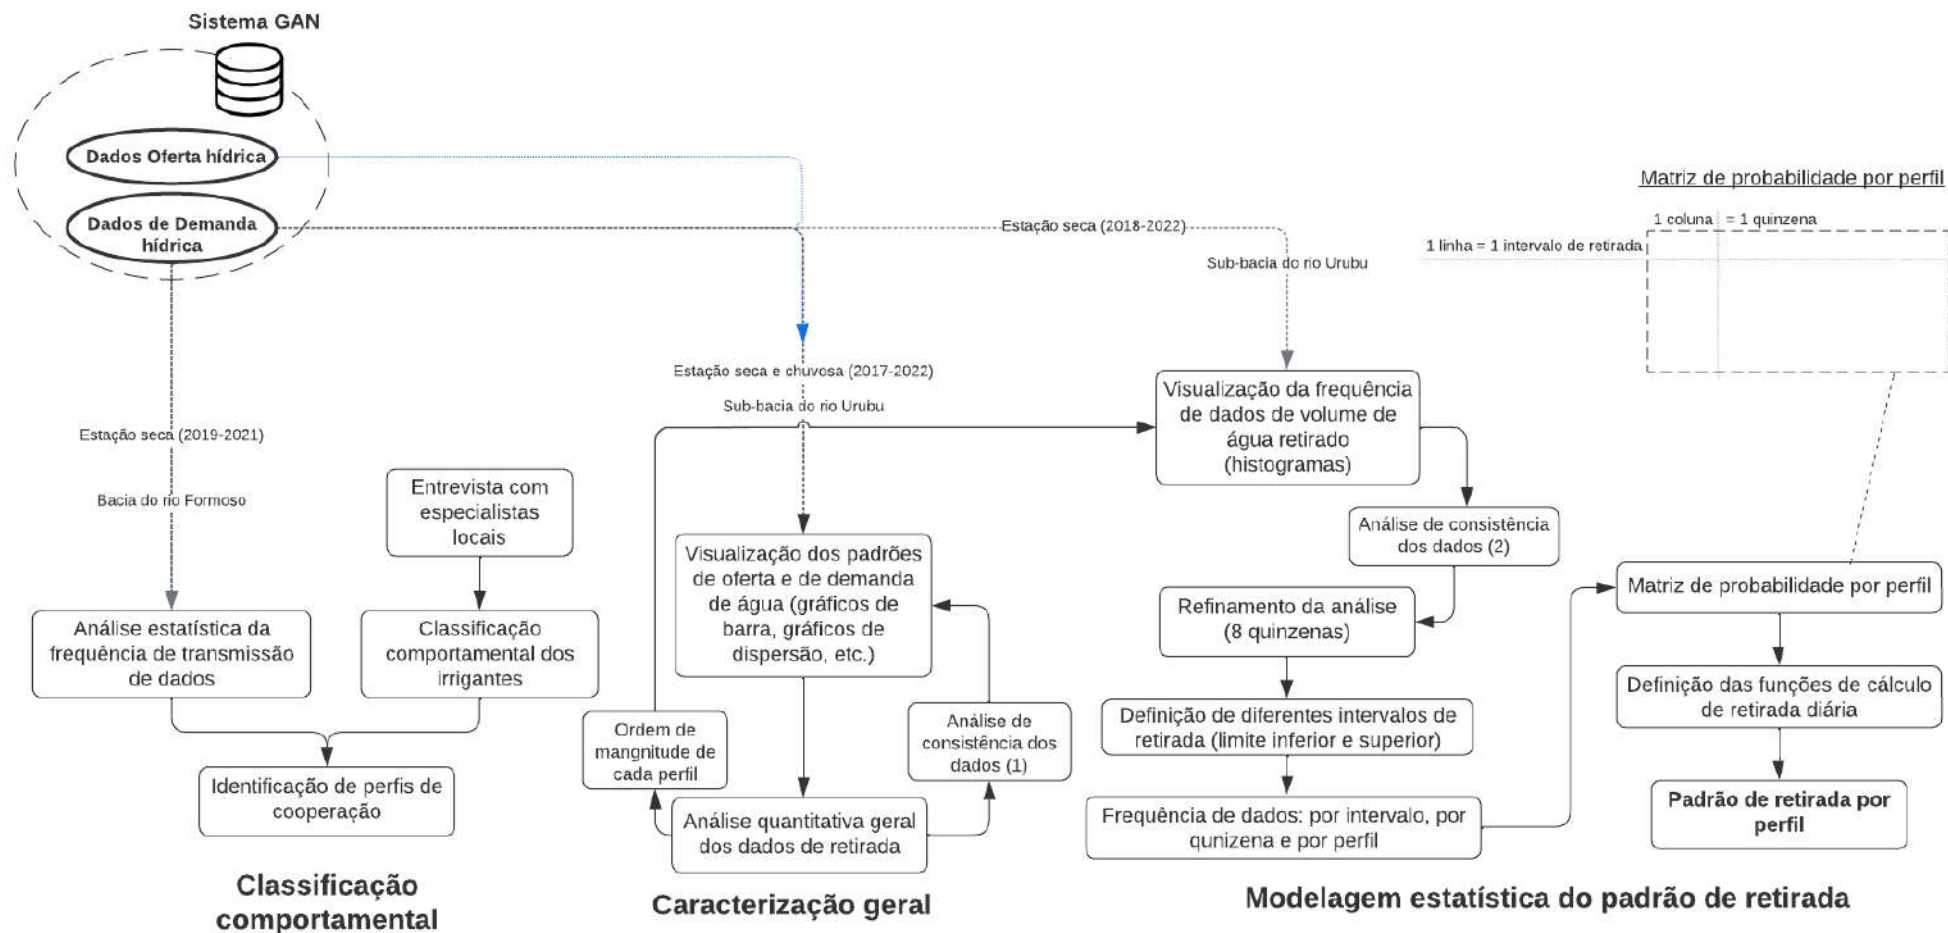 Sistema GAN
Dados Oferta hídrica
Dados de Demanda
hídrica
Estação seca (2019-2021)
Bacia do rio Formoso
Análise estatística da
frequência de transmissão
de dados
Entrevista com
especialistas
locais
Classificação
comportamental dos
irrigantes
Identificação de perfis de
cooperação
Classificação
comportamental
Estação seca e chuvosa (2017-2022)
Sub-bacia do rio Urubu
Visualização dos padrões
de oferta e de demanda
de água (gráficos de
barra, gráficos de
dispersão, etc.)
Ordem de
mangnitude de
cada perfil
Análise de
consistência dos
dados (1)
Análise quantitativa geral
dos dados de retirada
Caracterização geral
Estação seca (2018-2022)
Sub-bacia do rio Urubu
Visualização da frequência
de dados de volume de
água retirado
(histogramas)
Análise de consistência
dos dados (2)
Refinamento da análise
(8 quinzenas)
Definição de diferentes intervalos de
retirada (limite inferior e superior)
Frequência de dados: por intervalo, por
qunizena e por perfil
Matriz de probabilidade por perfil
1 coluna = 1 quinzena
1 linha = 1 intervalo de retirada
Matriz de probabilidade por perfil
Definição das funções de cálculo
de retirada diária
Padrão de retirada por
perfil
Modelagem estatística do padrão de retirada